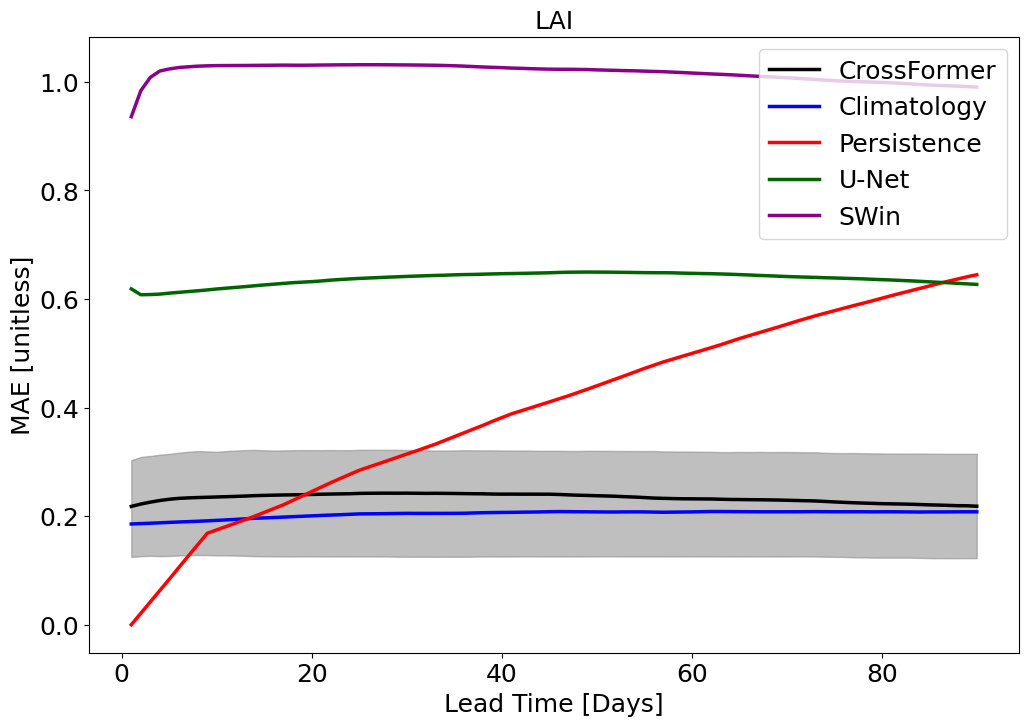 LAI
MAE [unitless]
1.0
0.8
0.6
0.4
0.2
0.0
CrossFormer
Climatology
Persistence
U-Net
SWin
0
20
40
60
80
Lead Time [Days]